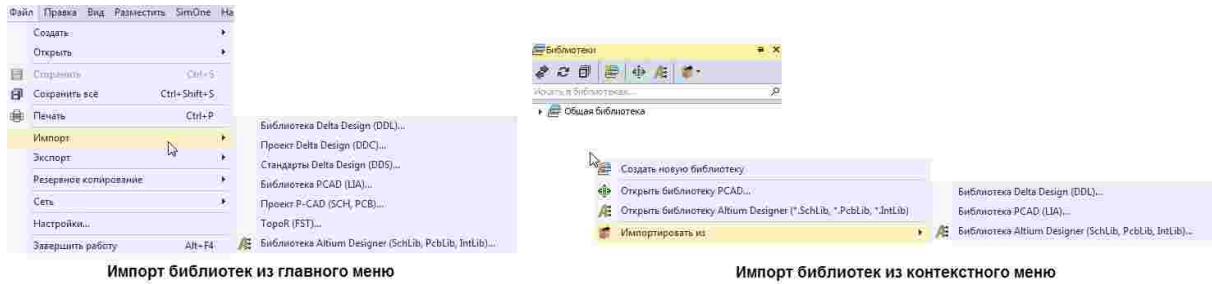 Файл Правка Вид Разместить SimOne На
Создать
Открыть
Сохранить Ctrl+S
Сохранить всё Ctrl+Shift+S
Печать Ctrl+P
Импорт
Экспорт
Резервное копирование
Сеть
Настройки...
Завершить работу Alt+F4
Библиотека Delta Design (DDL)...
Проект Delta Design (DDC)...
Стандарты Delta Design (DDS)...
Библиотека PCAD (LIA)...
Проект P-CAD (SCH, PCB)...
TopoR (FST)...
Библиотека Altium Designer (SchLib, PcbLib, IntLib)...
Импорт библиотек из главного меню
Библиотеки
Искать в библиотеках...
Общая библиотека
Создать новую библиотеку
Открыть библиотеку PCAD...
Открыть библиотеку Altium Designer (*.SchLib, *.PcbLib, *.IntLib)
Импортировать из
Библиотека Delta Design (DDL)...
Библиотека PCAD (LIA)...
Библиотека Altium Designer (SchLib, PcbLib, IntLib)...
Импорт библиотек из контекстного меню